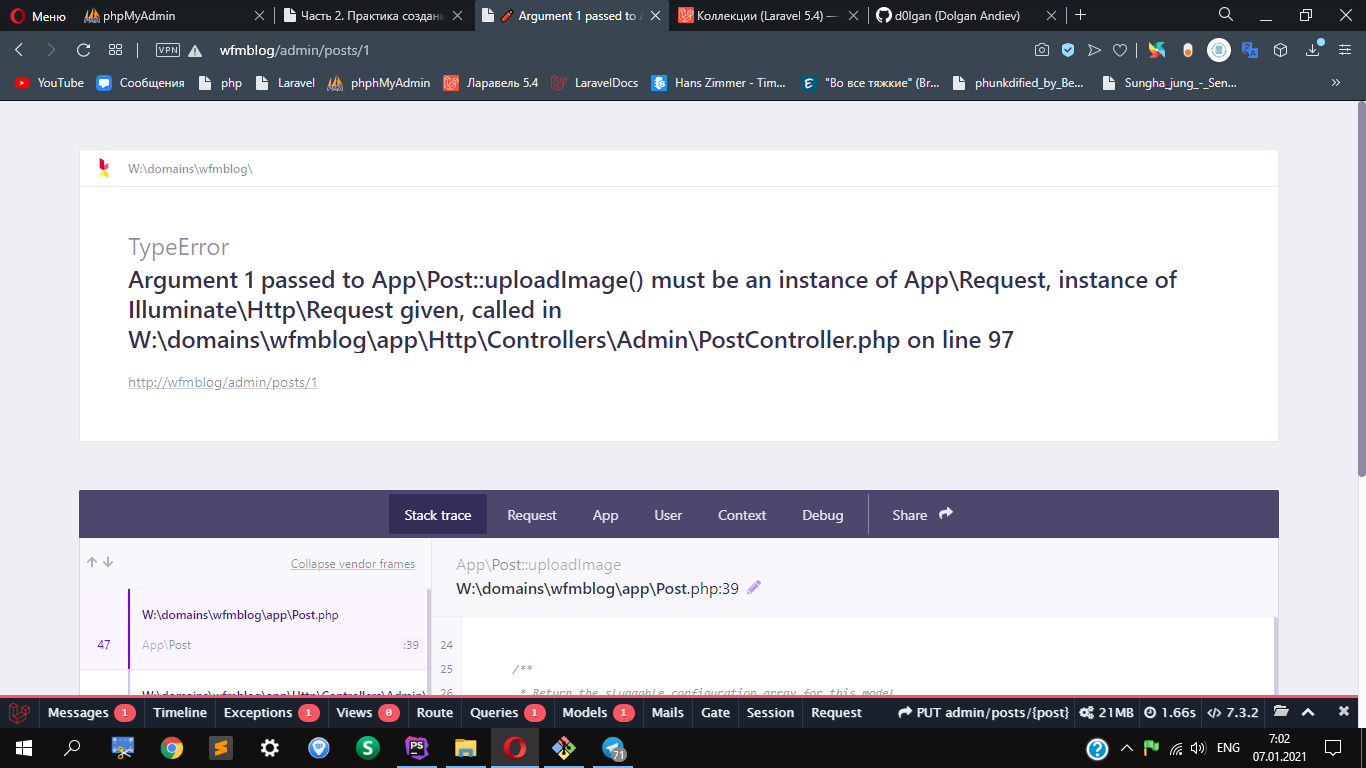 Меню
phpMyAdmin
Часть 2. Практика создани
Argument 1 passed to A
Коллекции (Laravel 5.4) —
d0lgan (Dolgan Andiev)
VPN
wfmblog/admin/posts/1
YouTube
Сообщения
php
Laravel
phphMyAdmin
Ларавель 5.4
LaravelDocs
Hans Zimmer - Tim...
"Во все тяжкие" (Br...
phunkdified_by_Be...
Sungha_jung_-_Sen...
W:\domains\wfmblog\
TypeError
Argument 1 passed to App\Post::uploadImage() must be an instance of App\Request, instance of
Illuminate\Http\Request given, called in
W:\domains\wfmblog\app\Http\Controllers\Admin\PostController.php on line 97
http://wfmblog/admin/posts/1
Stack trace
Request
App
User
Context
Debug
Share
Collapse vendor frames
App\Post::uploadImage
W:\domains\wfmblog\app\Post.php:39
W:\domains\wfmblog\app\Post.php
47
App\Post
:39
24
25
/**
26
* Return the sluggable configuration array for this model
W:\domains\wfmblog\app\Http\Controllers\Admin\
Messages 1
Timeline
Exceptions 1
Views 0
Route
Queries 1
Models 1
Mails
Gate
Session
Request
PUT admin/posts/{post}
21MB
1.66s
7.3.2
PS
S
71
ENG
7:02
07.01.2021